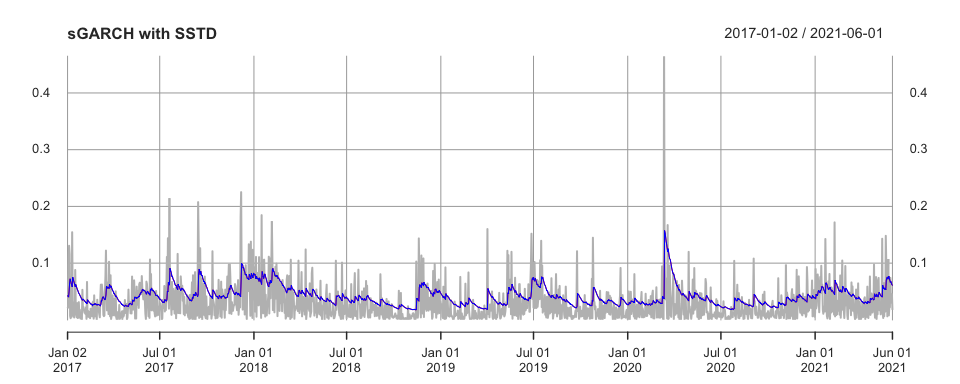 sGARCH with SSTD
2017-01-02 / 2021-06-01
0.4 0.4
0.3 0.3
0.2 0.2
0.1 0.1
Jan 02 Jul 01 Jan 01 Jul 01 Jan 01 Jul 01 Jan 01 Jul 01 Jan 01 Jun 01
2017 2017 2018 2018 2019 2019 2020 2020 2021 2021